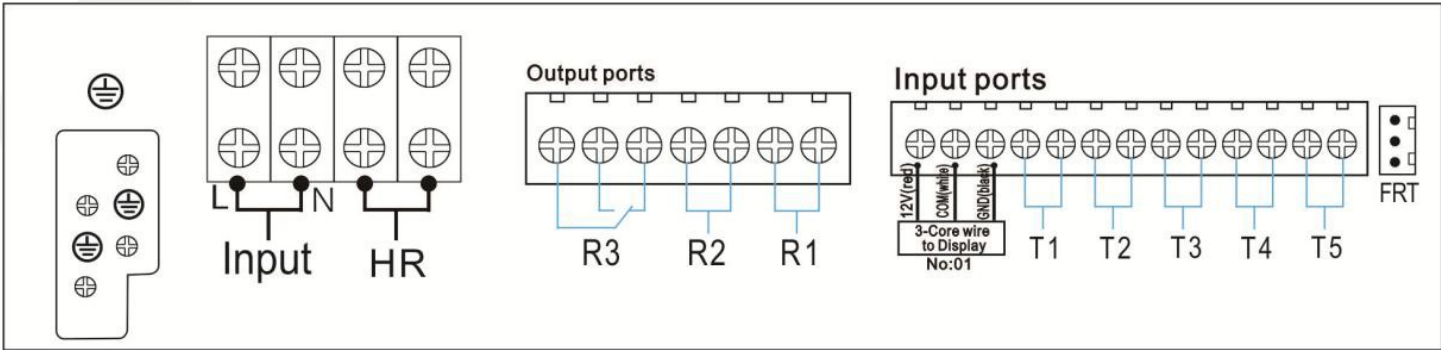 Output ports
Input ports
L N
Input
HR
R3 R2 R1
12V(red)
COM(white)
GND(black)
3-Core wire
to Display
No:01
T1 T2 T3 T4 T5
FRT